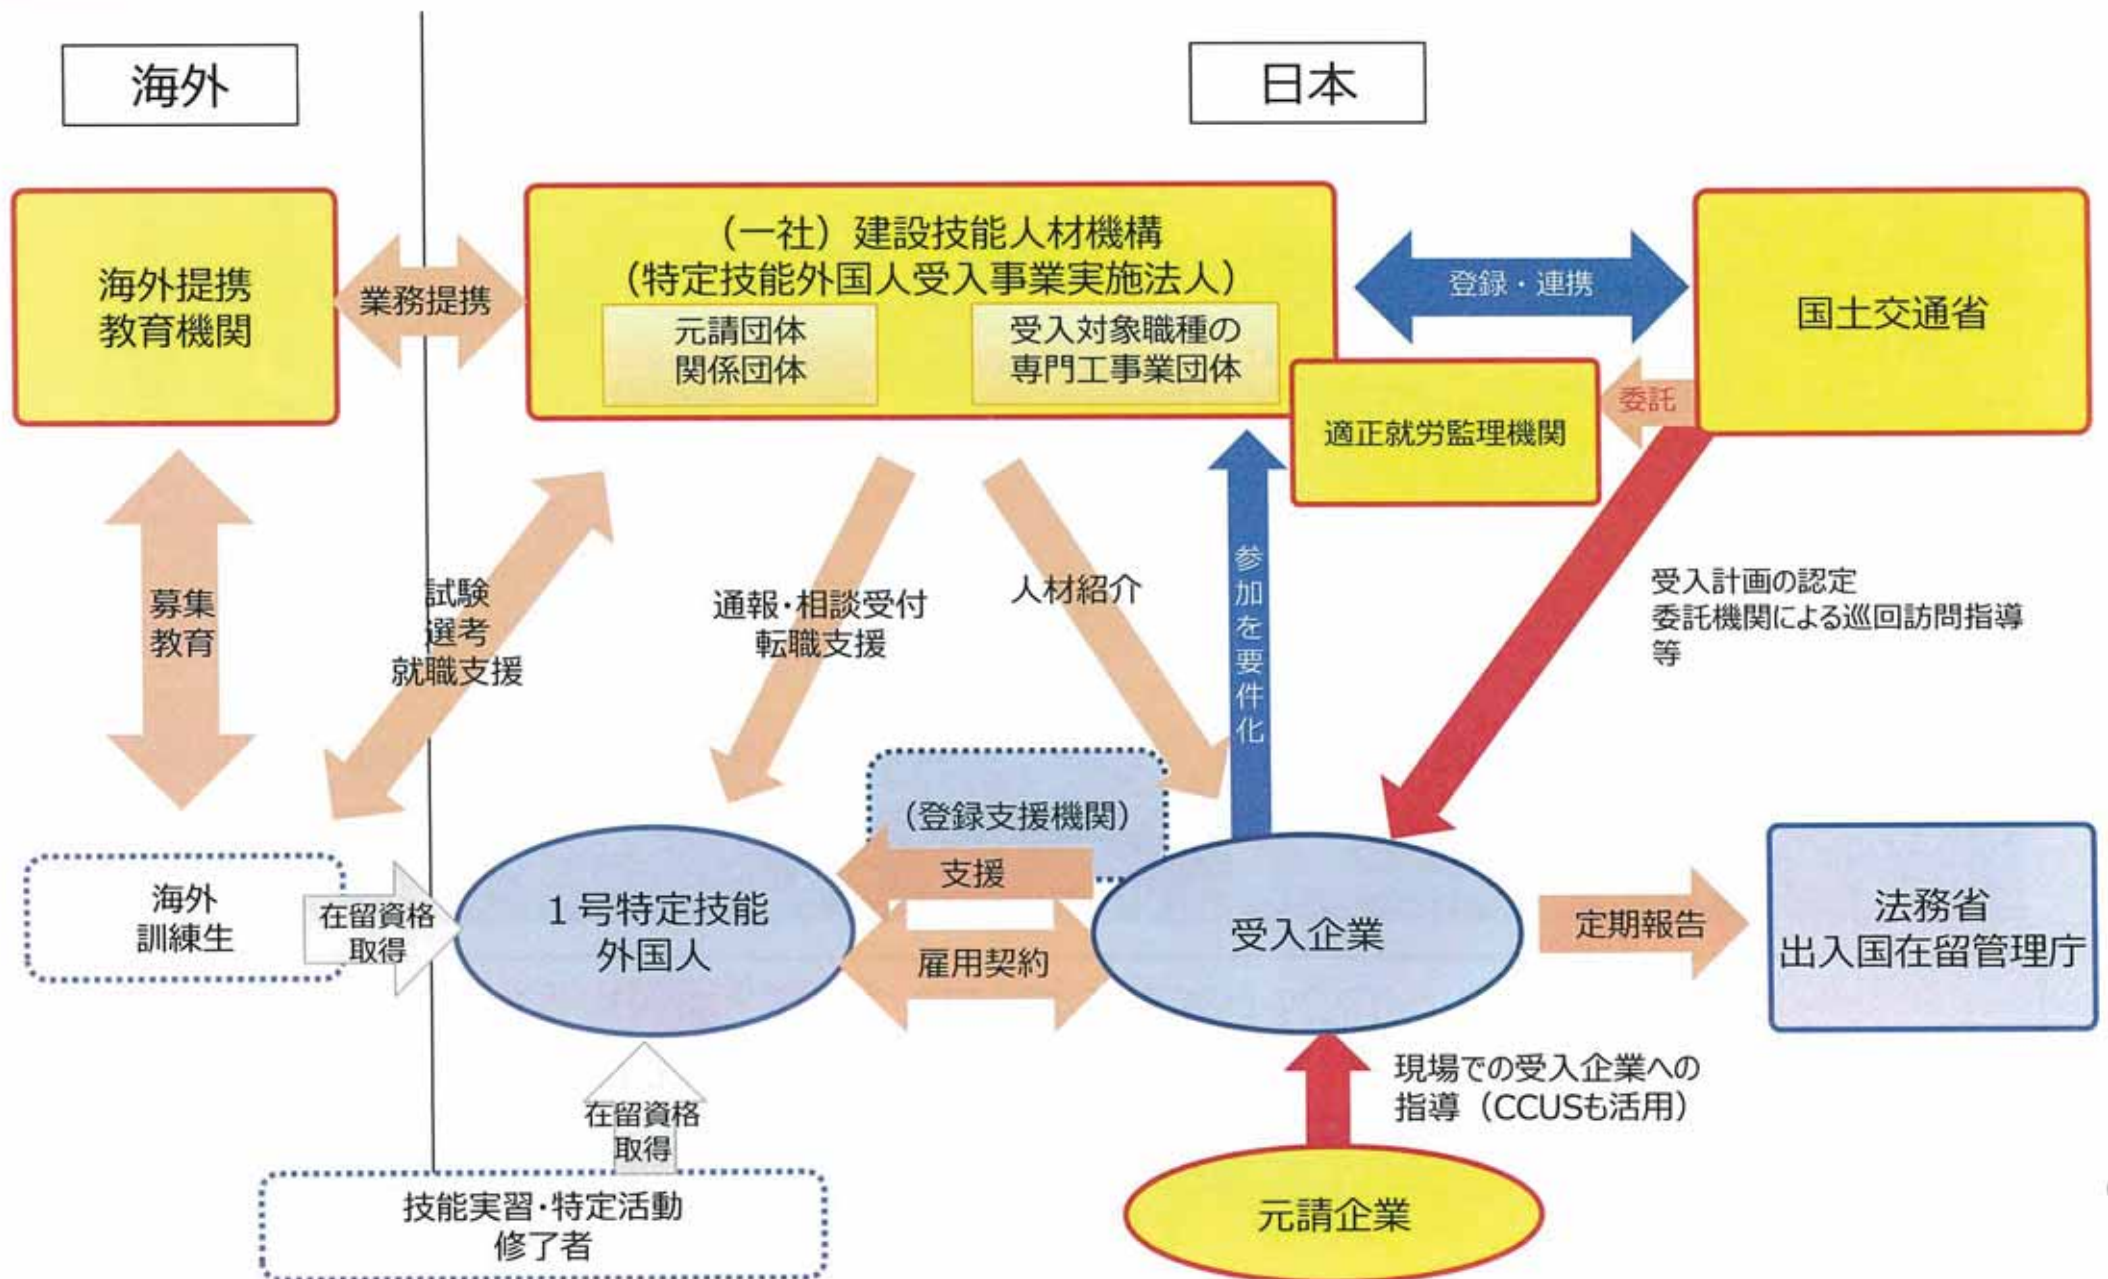 海外
日本
海外提携
教育機関
業務提携
（一社）建設技能人材機構
（特定技能外国人受入事業実施法人）
元請団体
関係団体
受入対象職種の
専門工事業団体
登録・連携
国土交通省
委託
適正就労監理機関
募集
教育
試験
選考
就職支援
通報・相談受付
転職支援
人材紹介
参加を要件化
受入計画の認定
委託機関による巡回訪問指導
等
（登録支援機関）
支援
海外
訓練生
在留資格
取得
１号特定技能
外国人
雇用契約
受入企業
定期報告
法務省
出入国在留管理庁
在留資格
取得
現場での受入企業への
指導（CCUSも活用）
技能実習・特定活動
修了者
元請企業